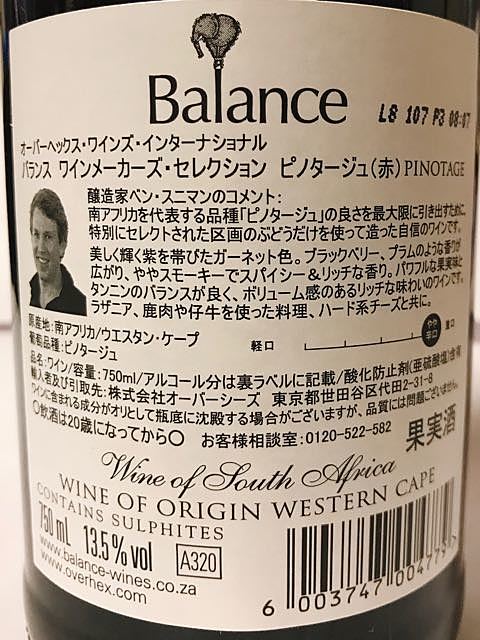 Balance
L8 107 P3 08:07
オーバーヘックス・ワインズ・インターナショナル
バランス ワインメーカーズ・セレクション ピノタージュ(赤) PINOTAGE
醸造家ベン・スニマンのコメント:
南アフリカを代表する品種「ピノタージュ」の良さを最大限に引き出すために、
特別にセレクトされた区画のぶどうだけを使って造った自信のワインです。
美しく輝く紫を帯びたガーネット色。ブラックベリー、プラムのような香りが
広がり、ややスモーキーでスパイシー&リッチな香り。パワフルな果実味と
タンニンのバランスが良く、ボリューム感のあるリッチな味わいのワインです。
ラザニア、鹿肉や仔牛を使った料理、ハード系チーズと共に。
原産地:南アフリカ/ウエスタン・ケープ
葡萄品種:ピノタージュ
軽口 やや辛口 重口
品名:ワイン/容量:750ml/アルコール分は裏ラベルに記載/酸化防止剤(亜硫酸塩)含有
輸入者及び引取先:株式会社オーバーシーズ 東京都世田谷区代田2-31-8
ワインに含まれる成分がオリとして瓶底に沈殿する場合がございますが、品質には問題ございません。
〇飲酒は20歳になってから〇 お客様相談室:0120-522-582
果実酒
Wine of South Africa
WINE OF ORIGIN WESTERN CAPE
CONTAINS SULPHITES
750 mL 13.5% vol A320
www.balance-wines.co.za
www.overhex.com
6 003747 00477